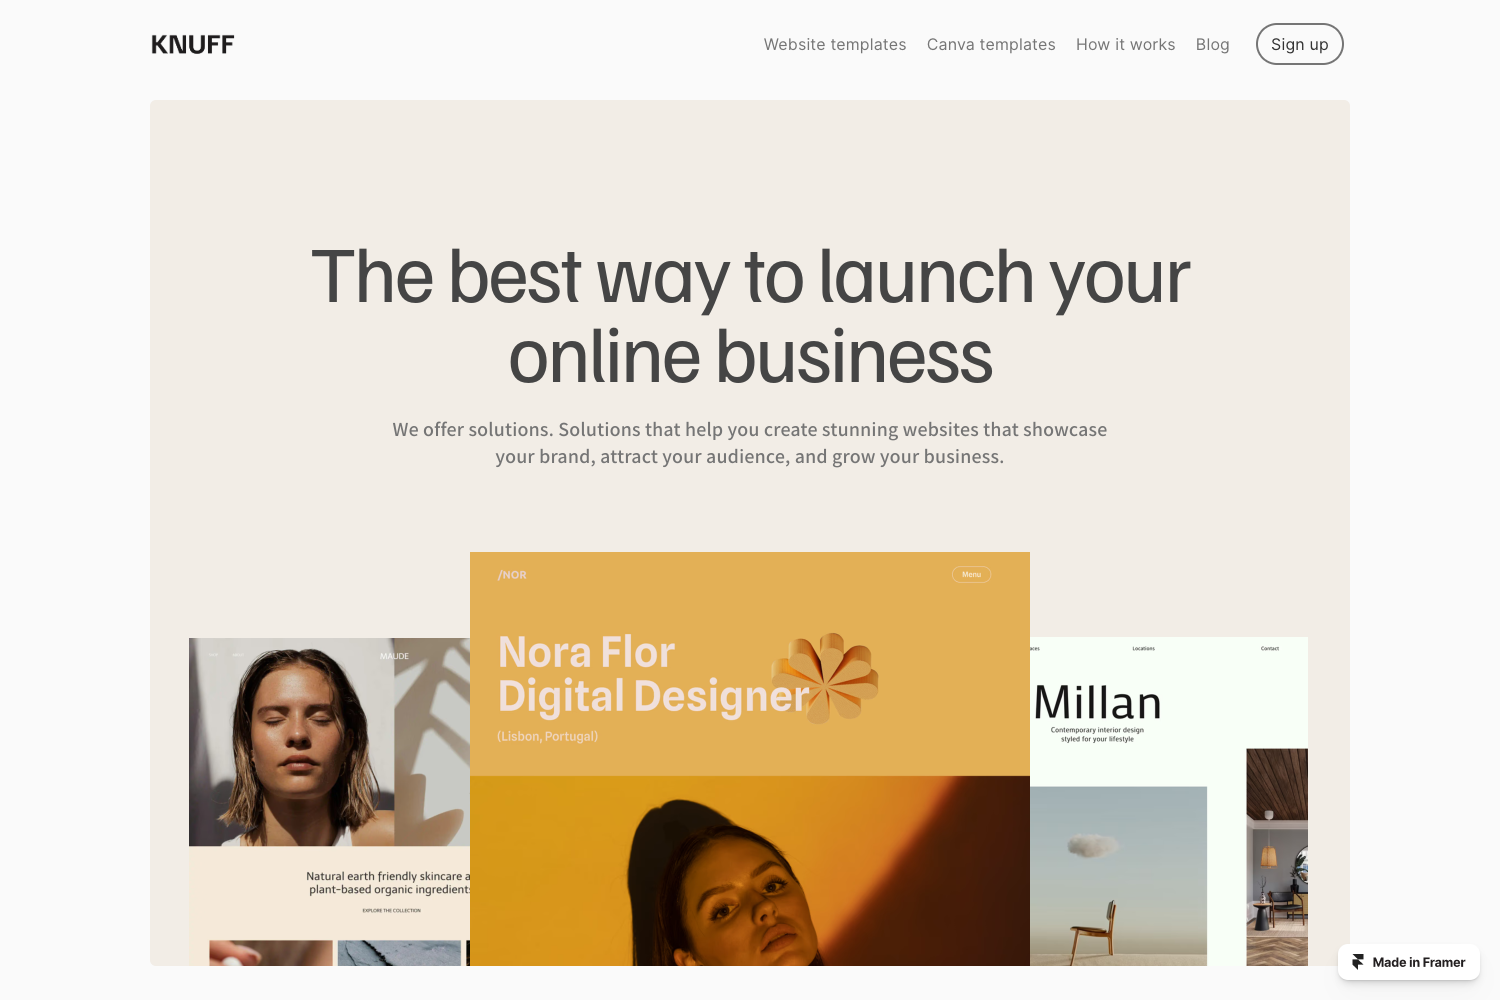 KNUFF
Website templates
Canva templates
How it works
Blog
Sign up
The best way to launch your
online business
We offer solutions. Solutions that help you create stunning websites that showcase
your brand, attract your audience, and grow your business.
/NOR
Menu
Nora Flor
Digital Designer
(Lisbon, Portugal)
MAUDE
Natural earth friendly skincare a
plant-based organic ingredients
EXPLORE THE COLLECTION
Locations
Contact
Millan
Contemporary interior design
styled for your lifestyle
Made in Framer